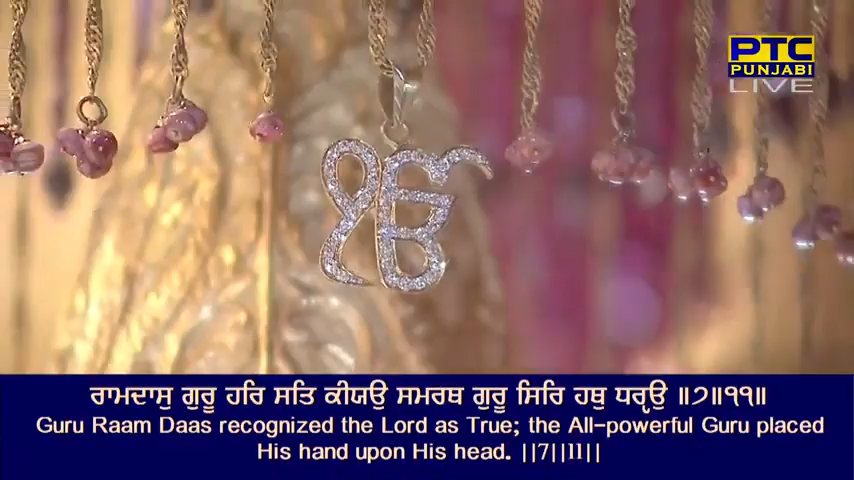 PTC
PUNJABI
LIVE
ੴ
ਰਾਮਦਾਸੁ ਗੁਰੂ ਹਰਿ ਸਤਿ ਕੀਯਉ ਸਮਰਥ ਗੁਰੂ ਸਿਰਿ ਹਥੁ ਧਰੵਉ ॥੭॥੧੧॥
Guru Raam Daas recognized the Lord as True; the All-powerful Guru placed
His hand upon His head. ||7||11||